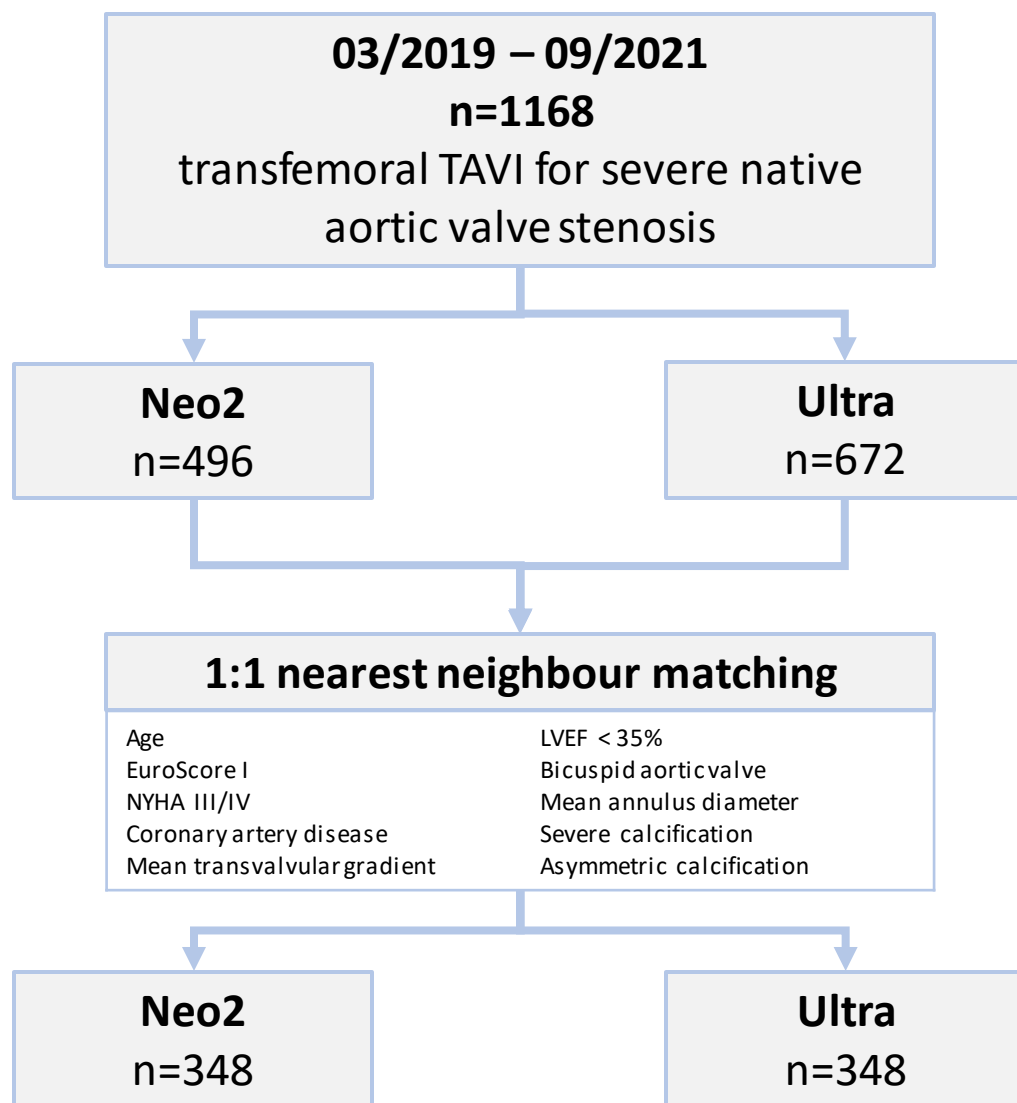 03/2019 – 09/2021
n=1168
transfemoral TAVI for severe native
aortic valve stenosis
Neo2
n=496
Ultra
n=672
1:1 nearest neighbour matching
Age
EuroScore I
NYHA III/IV
Coronary artery disease
Mean transvalvular gradient
LVEF < 35%
Bicuspid aortic valve
Mean annulus diameter
Severe calcification
Asymmetric calcification
Neo2
n=348
Ultra
n=348